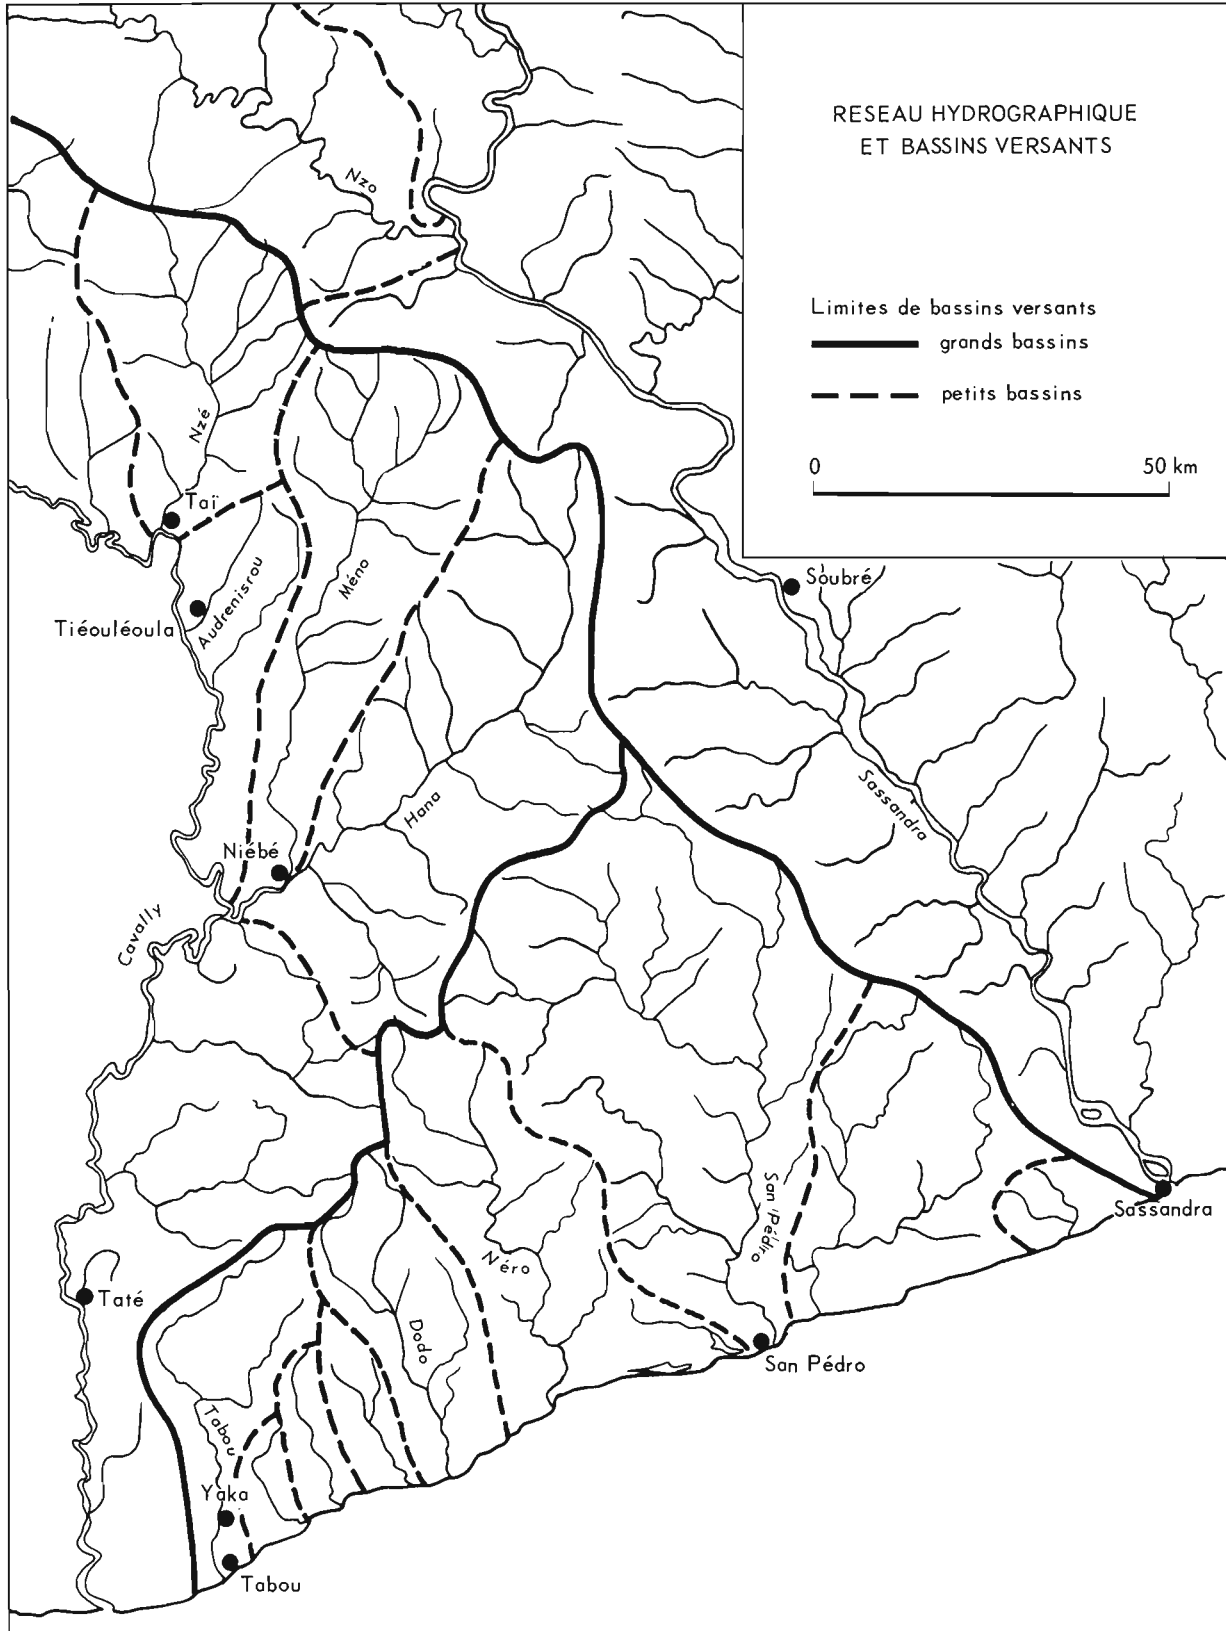 RESEAU HYDROGRAPHIQUE
ET BASSINS VERSANTS
Limites de bassins versants
grands bassins
petits bassins
0 50 km
Nzo
Nzé
Taï
Tiéouléoula
Audrenisrou
Méno
Soubré
Sassandra
Hana
Niébé
Cavally
San Pédro
Sassandra
Néro
Taté
Dodo
San Pédro
Tabou
Yaka
Tabou